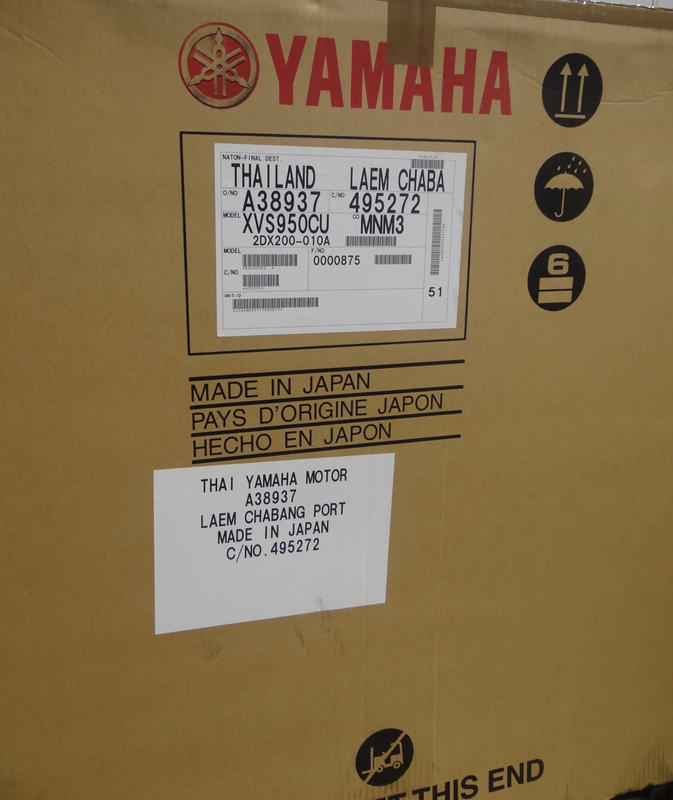 YAMAHA
NATON-FINAL DEST.
THAILAND LAEM CHABA
O/NO A38937 C/NO 495272
MODEL XVS950CU CO MNM3
2DX200-010A
MODEL F/NO
0000875
C/NO
51
UNIT-/D
6
MADE IN JAPAN
PAYS D'ORIGINE JAPON
HECHO EN JAPON
THAI YAMAHA MOTOR
A38937
LAEM CHABANG PORT
MADE IN JAPAN
C/NO.495272
THIS END